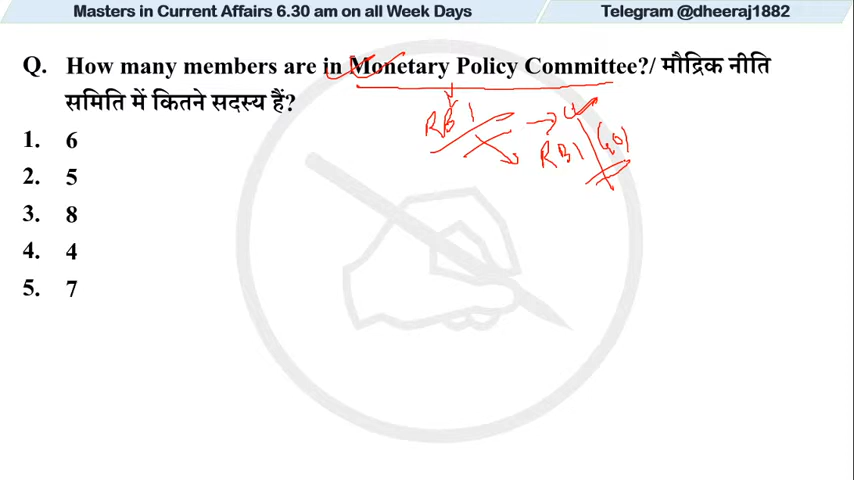 Masters in Current Affairs 6.30 am on all Week Days
Telegram @dheeraj1882
Q. How many members are in Monetary Policy Committee?/ मौद्रिक नीति
समिति में कितने सदस्य हैं?
RBI
RBI
1. 6
2. 5
3. 8
4. 4
5. 7